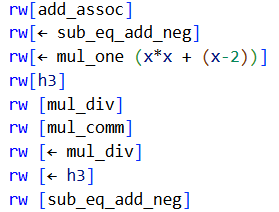 rw[add_assoc]
rw[← sub_eq_add_neg]
rw[← mul_one (x*x + (x-2))]
rw[h3]
rw [mul_div]
rw [mul_comm]
rw [← mul_div]
rw [← h3]
rw [sub_eq_add_neg]